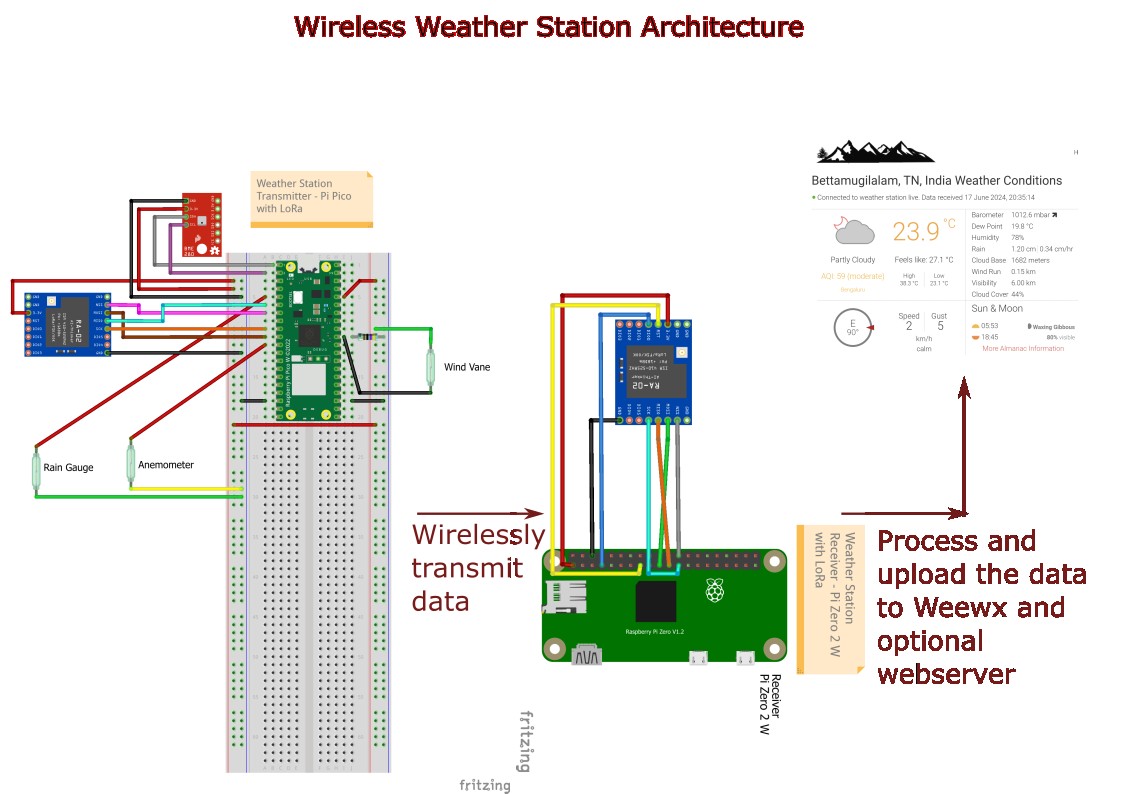 Wireless Weather Station Architecture
Weather Station
Transmitter - Pi Pico
with LoRa
BME
280
RA-02
Raspberry Pi Pico W ©2022
Wind Vane
Rain Gauge
Anemometer
Wirelessly
transmit
data
RA-02
Raspberry Pi Zero V1.2
Receiver
Pi Zero 2 W
Weather Station
Receiver - Pi Zero 2 W
with LoRa
Process and
upload the data
to Weewx and
optional
webserver
H
Bettamugilalam, TN, India Weather Conditions
Connected to weather station live. Data received 17 June 2024, 20:35:14
23.9 °C
Partly Cloudy
Feels like: 27.1 °C
AQI: 59 (moderate)
Bengaluru
High
38.3 °C
Low
23.1 °C
E
90°
Speed
2
Gust
5
km/h
calm
Barometer 1012.6 mbar
Dew Point 19.8 °C
Humidity 78%
Rain 1.20 cm: 0.34 cm/hr
Cloud Base 1682 meters
Wind Run 0.15 km
Visibility 6.00 km
Cloud Cover 44%
Sun & Moon
05:53
18:45
Waxing Gibbous
80% visible
More Almanac Information
fritzing
fritzing